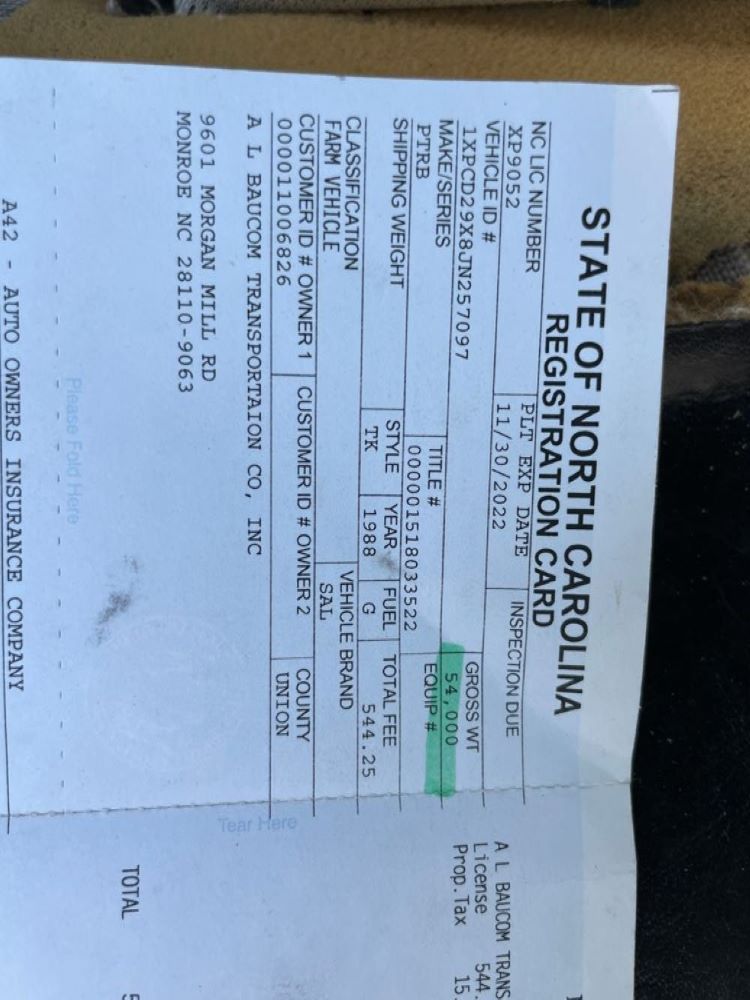 STATE OF NORTH CAROLINA
REGISTRATION CARD
NC LIC NUMBER PLT EXP DATE INSPECTION DUE
XP9052 11/30/2022
VEHICLE ID # GROSS WT
1XPCD29X8JN257097 54,000
MAKE/SERIES TITLE # EQUIP #
PTRB 000001518033522
SHIPPING WEIGHT STYLE YEAR FUEL TOTAL FEE
TK 1988 G 544.25
CLASSIFICATION VEHICLE BRAND
FARM VEHICLE SAL
CUSTOMER ID # OWNER 1 CUSTOMER ID # OWNER 2 COUNTY
000011006826 UNION
A L BAUCOM TRANSPORTAION CO, INC
9601 MORGAN MILL RD
MONROE NC 28110-9063
Please Fold Here
A42 - AUTO OWNERS INSURANCE COMPANY
Tear Here
A L BAUCOM TRANS
License 544.
Prop.Tax 15.
TOTAL